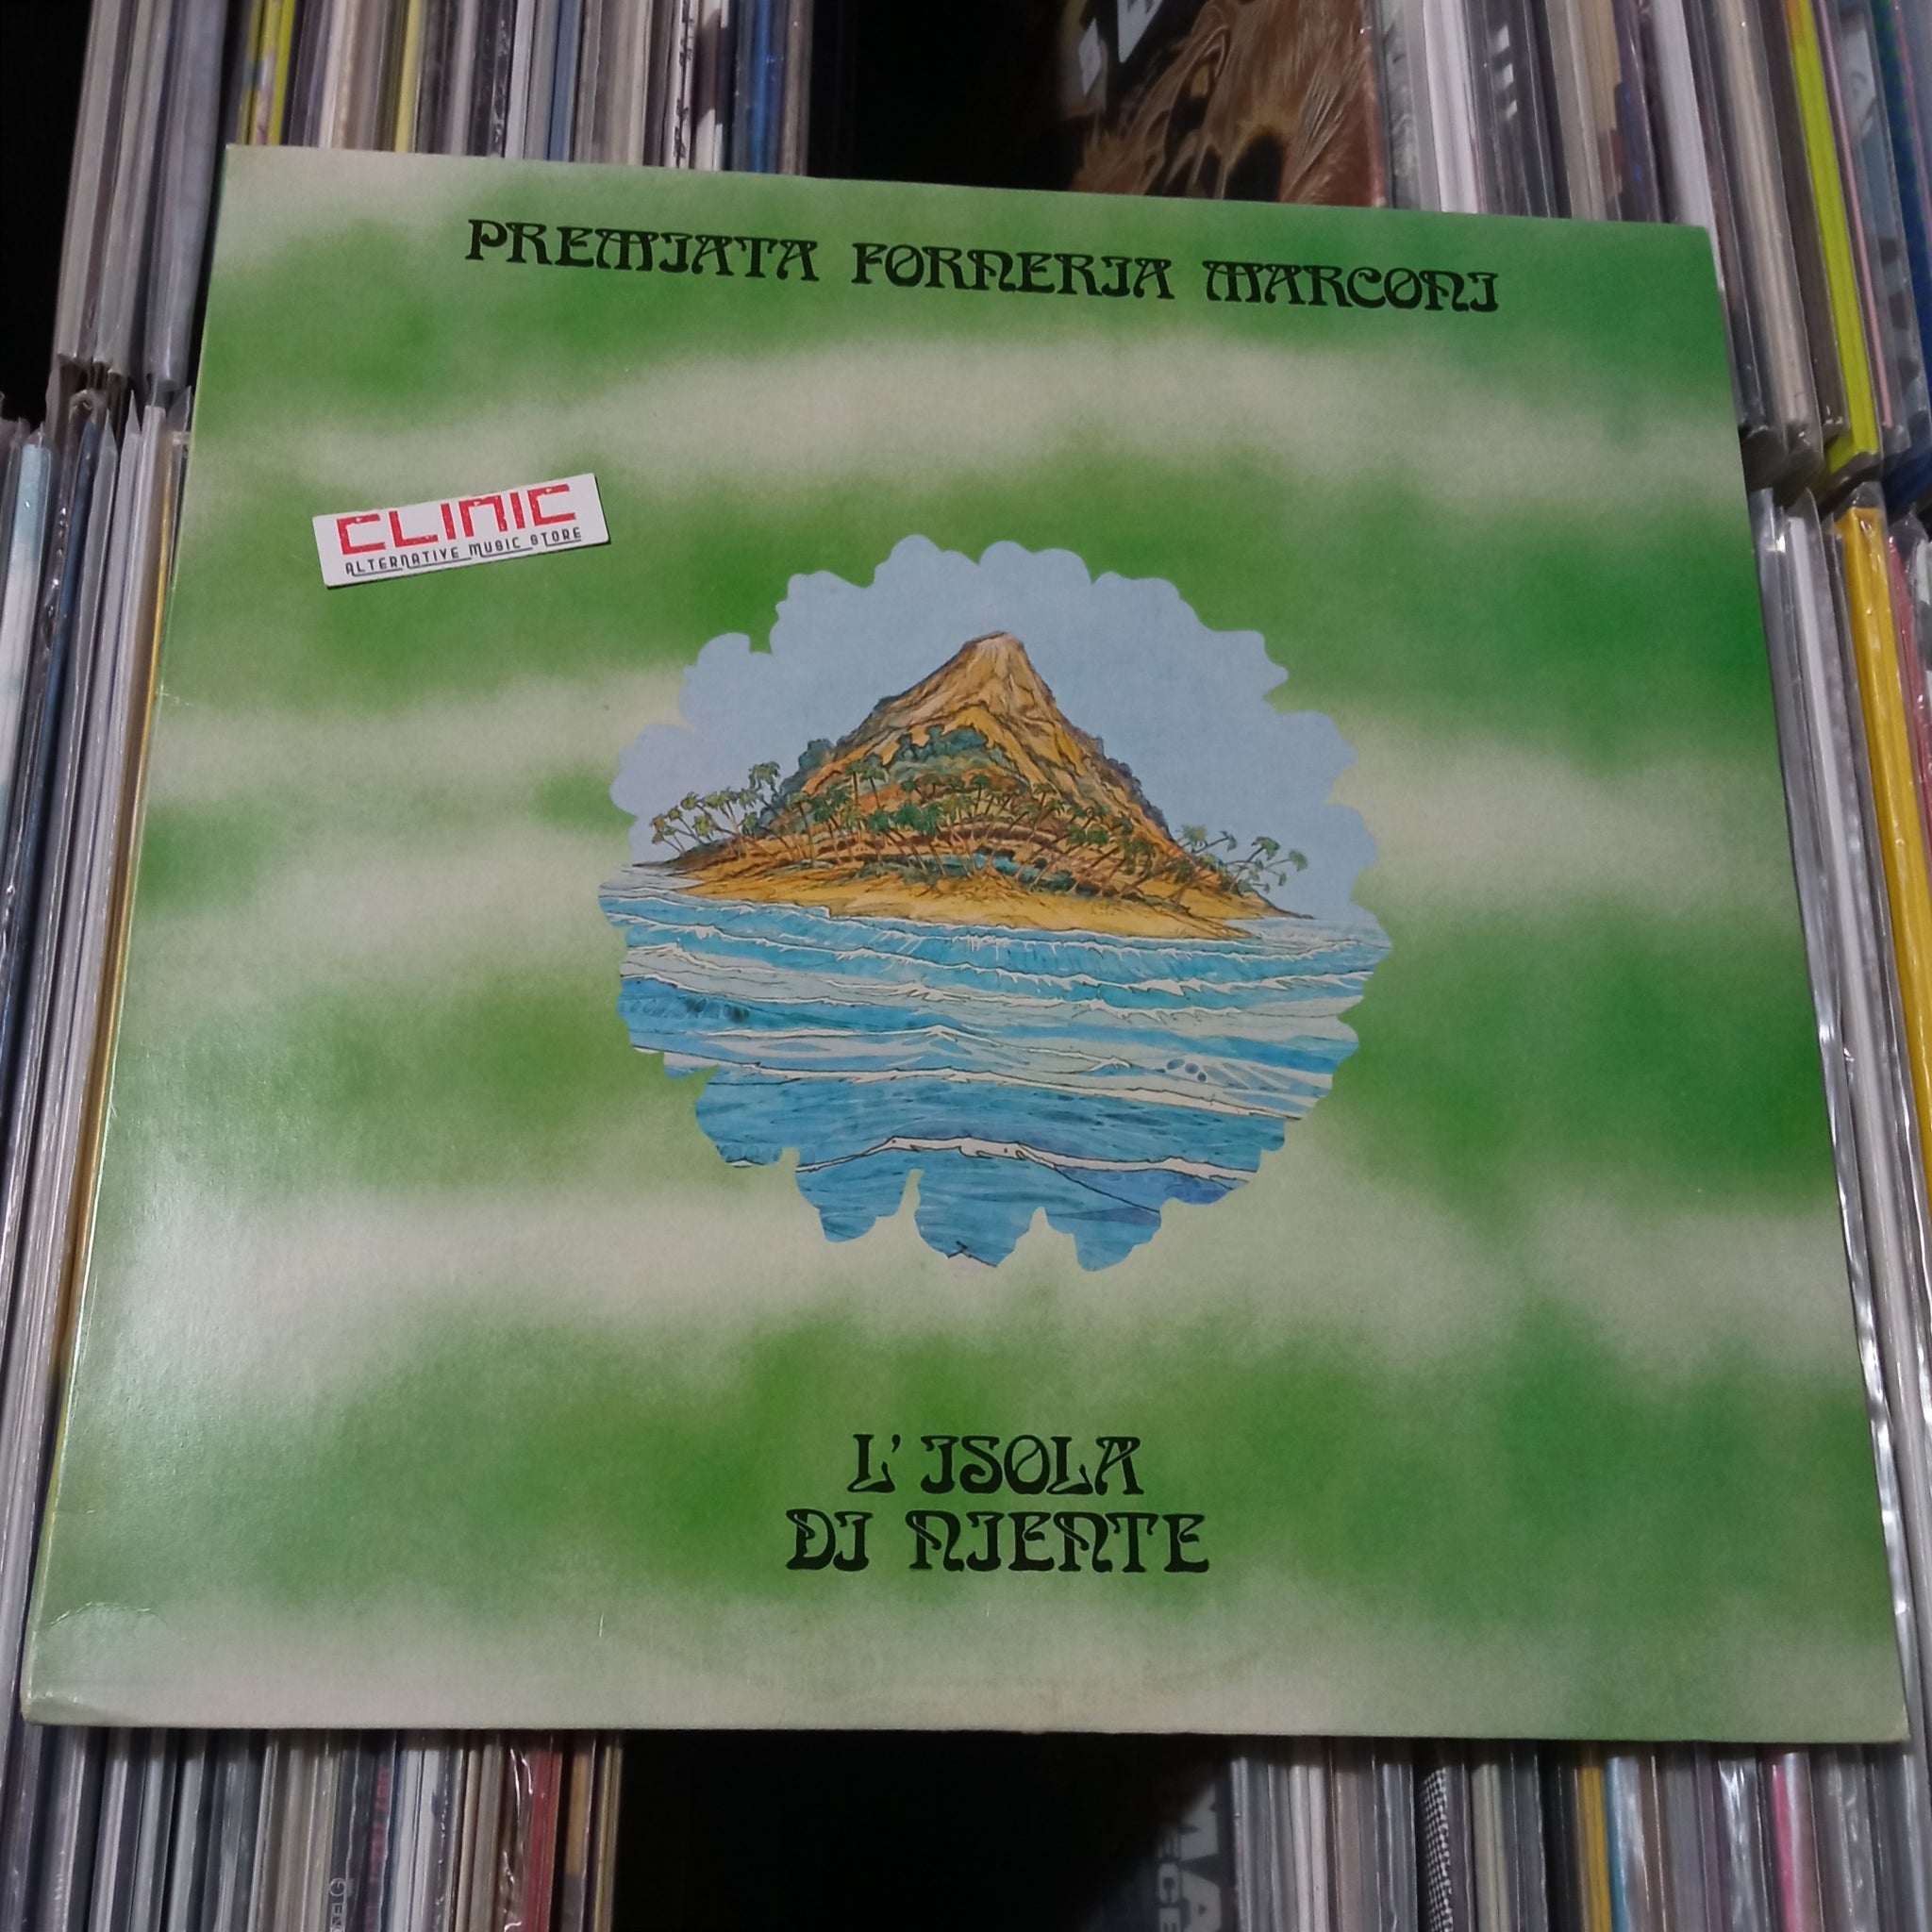 PREMIATA FORNERIA MARCONI
CLINIC
ALTERNATIVE MUSIC STORE
L'ISOLA
DI NIENTE